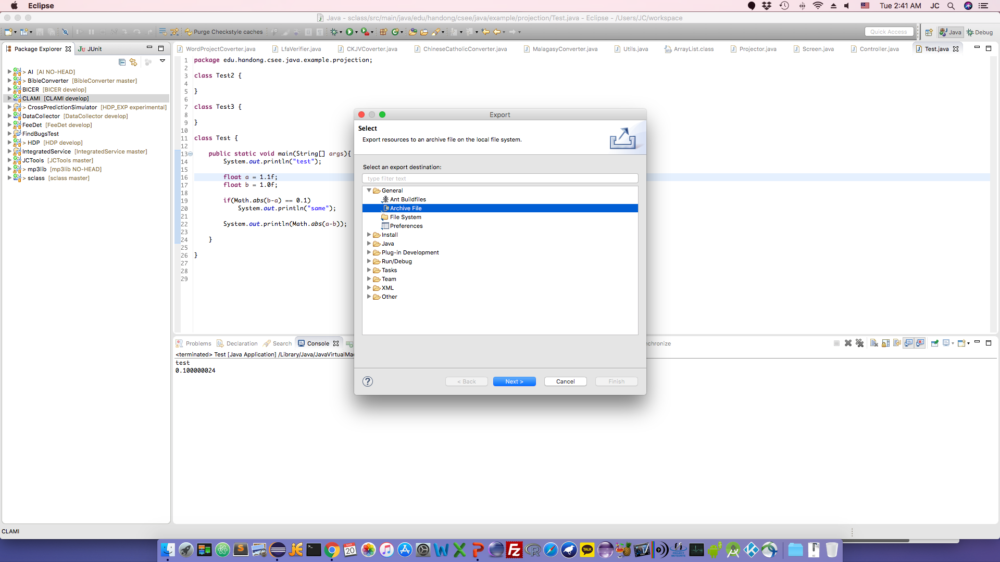 Eclipse
Tue 2:41 AM JC
Java - sclass/src/main/java/edu/handong/csee/java/example/projection/Test.java - Eclipse - /Users/JC/workspace
Purge Checkstyle caches
Quick Access
Java
Debug
Package Explorer
JUnit
WordProjectCoverter.java
LfaVerifier.java
CKJVCoverter.java
ChineseCatholicConverter.java
MalagasyConverter.java
Utils.java
ArrayList.class
Projector.java
Screen.java
Controller.java
Test.java
> AI [AI NO-HEAD]
> BibleConverter [BibleConverter master]
BICER [BICER develop]
CLAMI [CLAMI develop]
> CrossPredictionSimulator [HDP_EXP experimental]
DataCollector [DataCollector develop]
FeeDet [FeeDet develop]
FindBugsTest
> HDP [HDP develop]
IntegratedService [IntegratedService master]
JCTools [JCTools master]
> mp3lib [mp3lib NO-HEAD]
> sclass [sclass master]
1 package edu.handong.csee.java.example.projection;
2
3 class Test2 {
4
5 }
6
7 class Test3 {
8
9 }
10
11 class Test {
12
13 public static void main(String[] args){
14 System.out.println("test");
15
16 float a = 1.1f;
17 float b = 1.0f;
18
19 if(Math.abs(b-a) == 0.1)
20 System.out.println("same");
21
22 System.out.println(Math.abs(a-b));
23
24 }
25
26 }
27
28
29
Export
Select
Export resources to an archive file on the local file system.
Select an export destination:
type filter text
General
Ant Buildfiles
Archive File
File System
Preferences
Install
Java
Plug-in Development
Run/Debug
Tasks
Team
XML
Other
< Back
Next >
Cancel
Finish
Problems
Declaration
Search
Console
nchronize
<terminated> Test [Java Application] /Library/Java/JavaVirtualMa
test
0.100000024
CLAMI
MAR
20
TALK